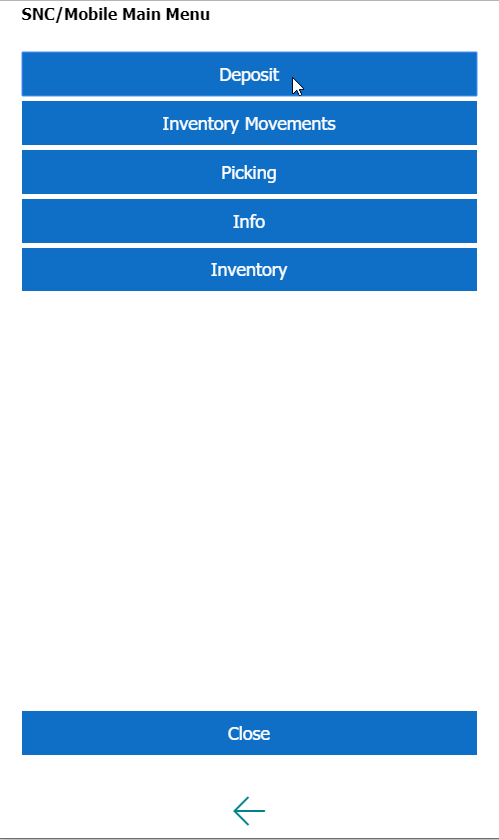 SNC/Mobile Main Menu
Deposit
Inventory Movements
Picking
Info
Inventory
Close